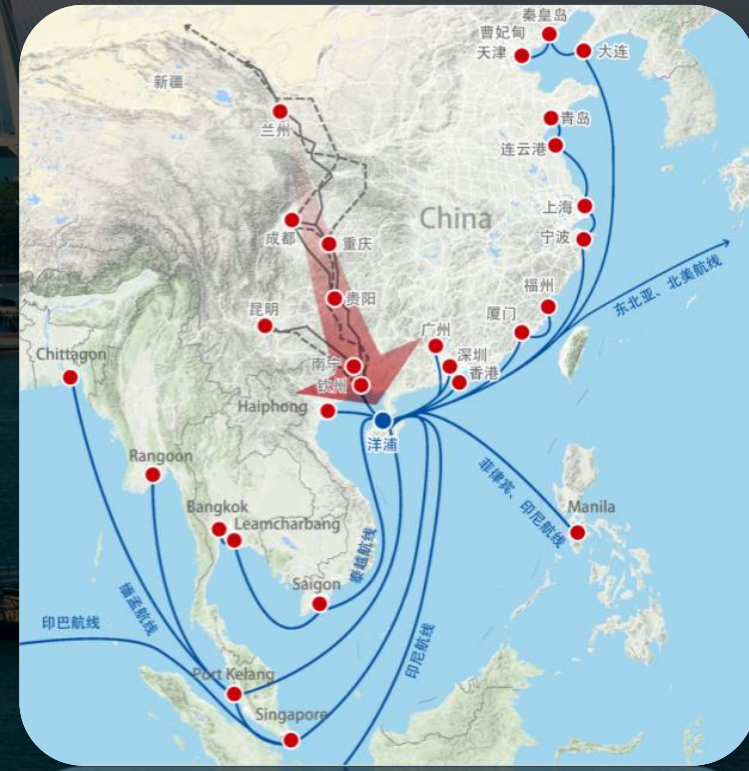 秦皇岛
曹妃甸
天津
大连
新疆
兰州
青岛
连云港
China
上海
宁波
成都
重庆
东北亚、北美航线
贵阳
福州
昆明
厦门
广州
Chittagon
南宁
深圳
钦州
香港
Haiphong
洋浦
Rangoon
菲律宾、印尼航线
Bangkok
Manila
Leamcharbang
泰越航线
Saigon
缅孟航线
印巴航线
印尼航线
Port Kelang
Singapore